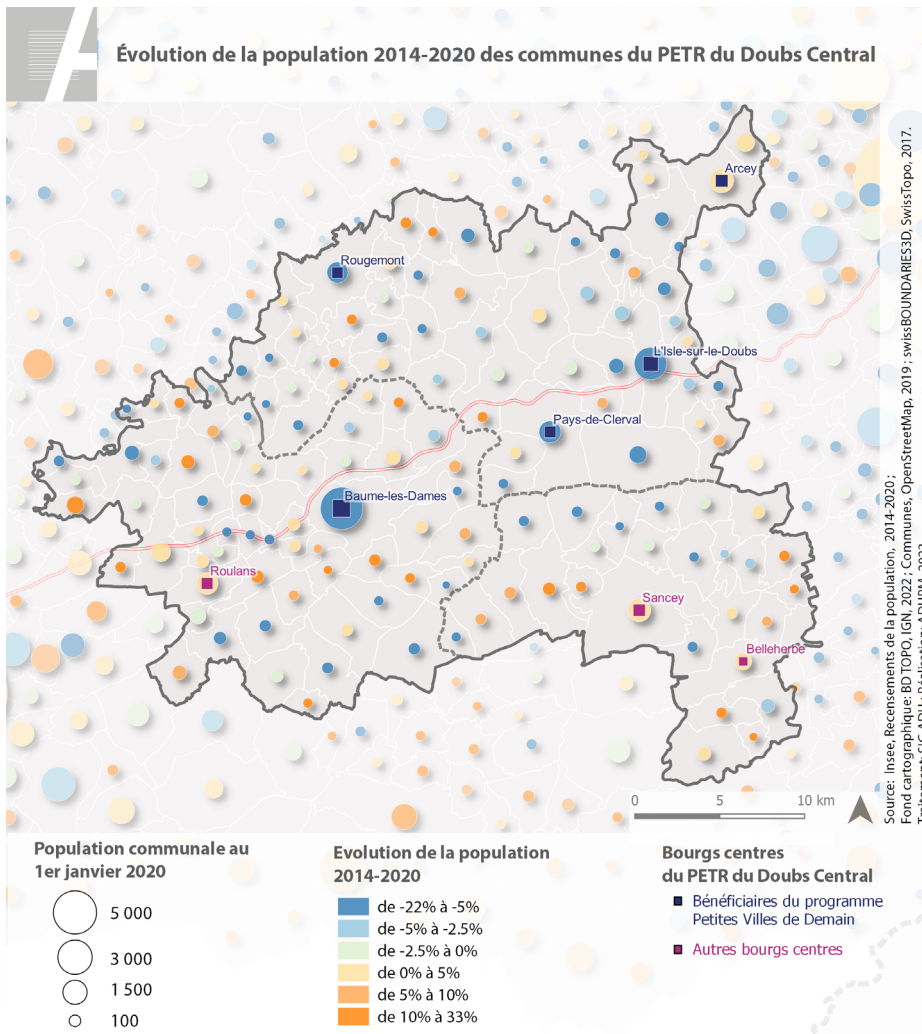 Évolution de la population 2014-2020 des communes du PETR du Doubs Central
Arcey
Rougemont
L'Isle-sur-le-Doubs
Pays-de-Clerval
Baume-les-Dames
Roulans
Sancey
Belleherbe
0 5 10 km
Source: Insee, Recensements de la population, 2014-2020 ;
Fond cartographique: BD TOPO, IGN, 2022 ; Communes, OpenStreetMap, 2019 ; swissBOUNDARIES3D, SwissTopo, 2017.
Population communale au
1er janvier 2020
5 000
3 000
1 500
100
Evolution de la population
2014-2020
de -22% à -5%
de -5% à -2.5%
de -2.5% à 0%
de 0% à 5%
de 5% à 10%
de 10% à 33%
Bourgs centres
du PETR du Doubs Central
Bénéficiaires du programme
Petites Villes de Demain
Autres bourgs centres